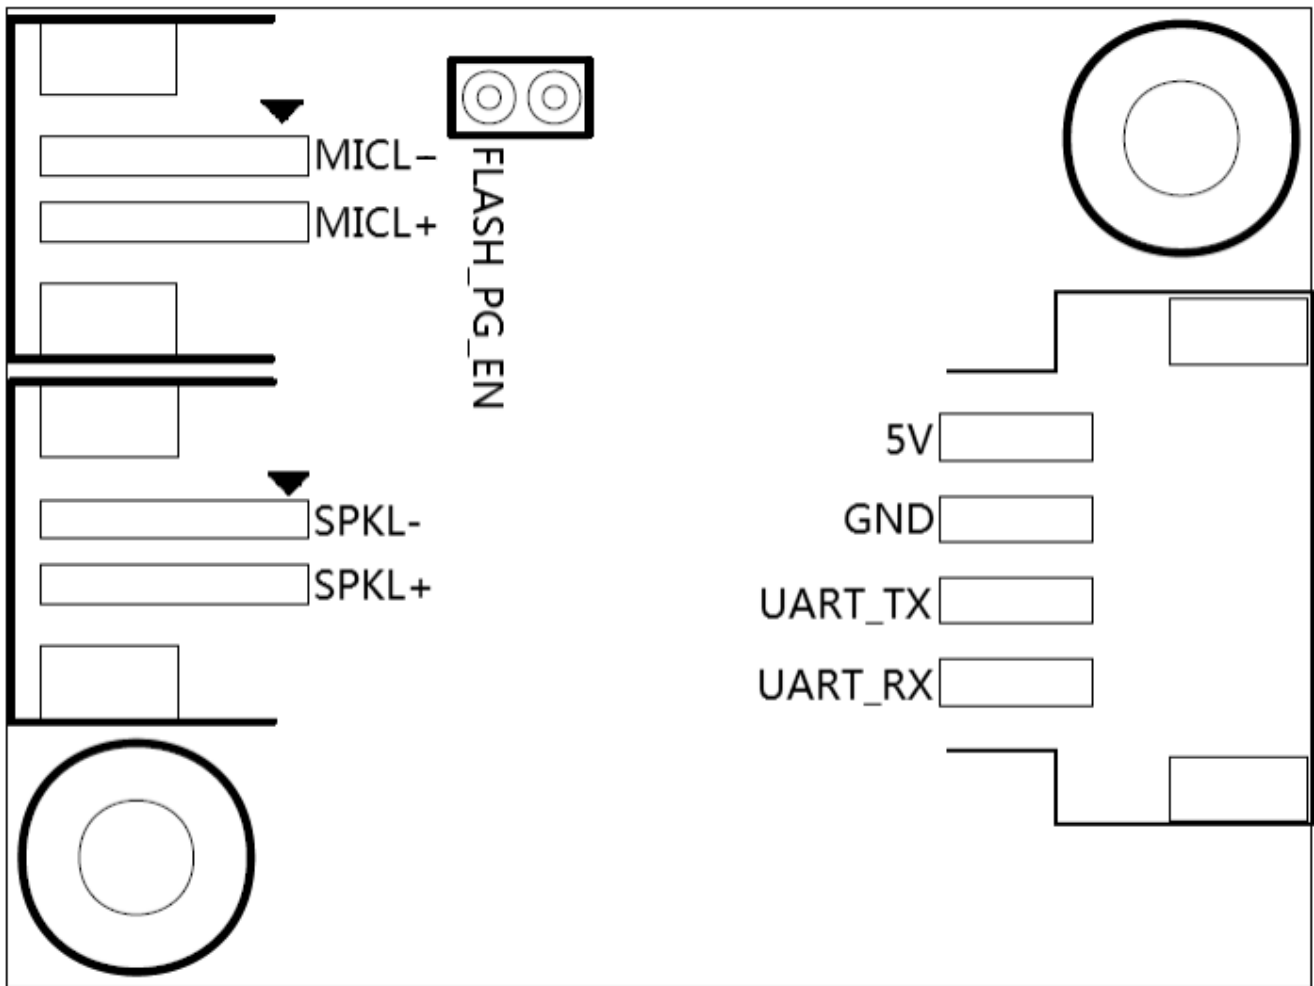 MICL-
MICL+
FLASH_PG_EN
SPKL-
SPKL+
5V
GND
UART_TX
UART_RX